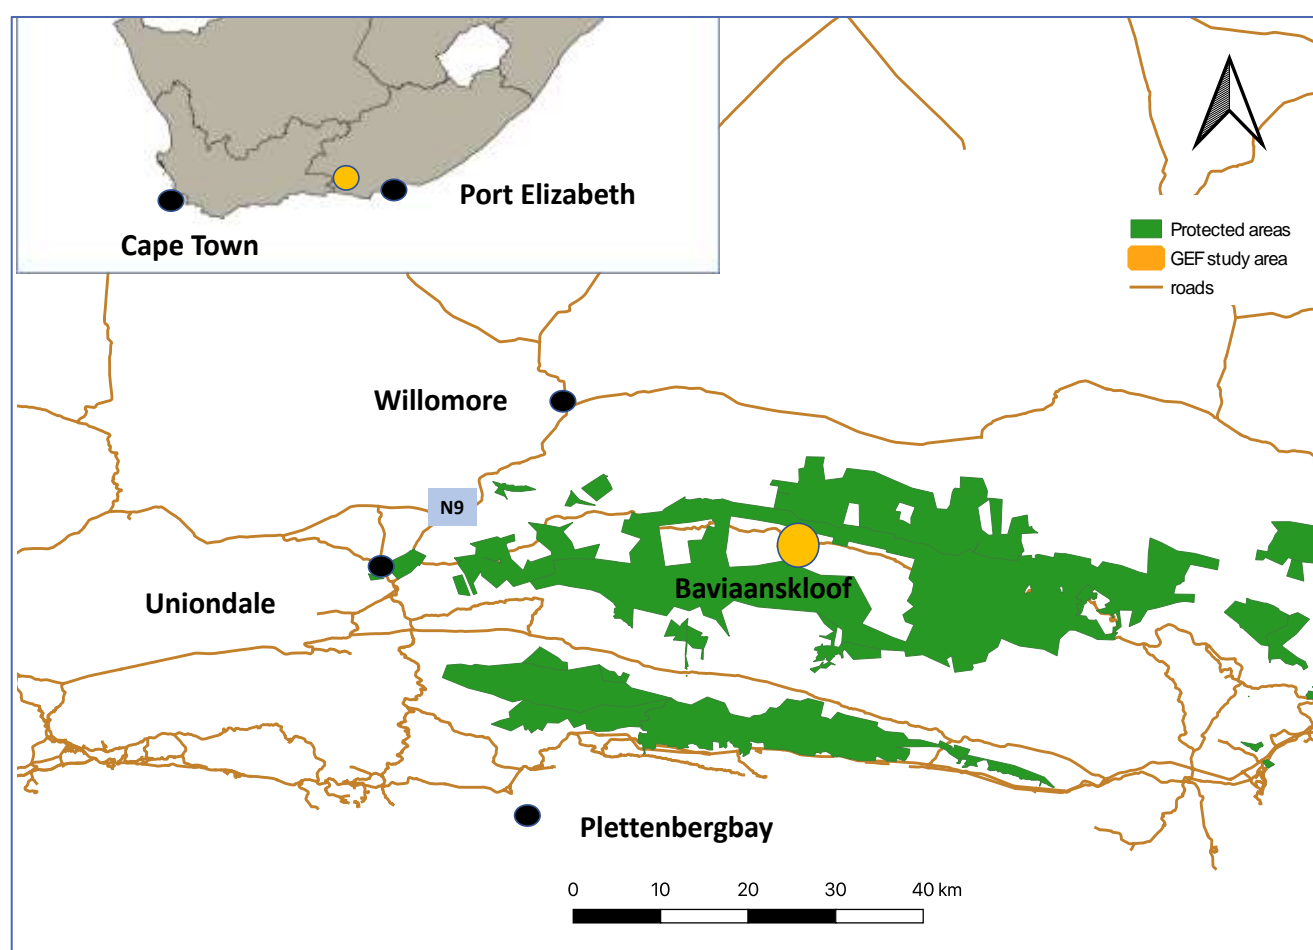 Port Elizabeth
Cape Town
Protected areas
GEF study area
roads
Willomore
N9
Baviaanskloof
Uniondale
Plettenbergbay
0 10 20 30 40 km